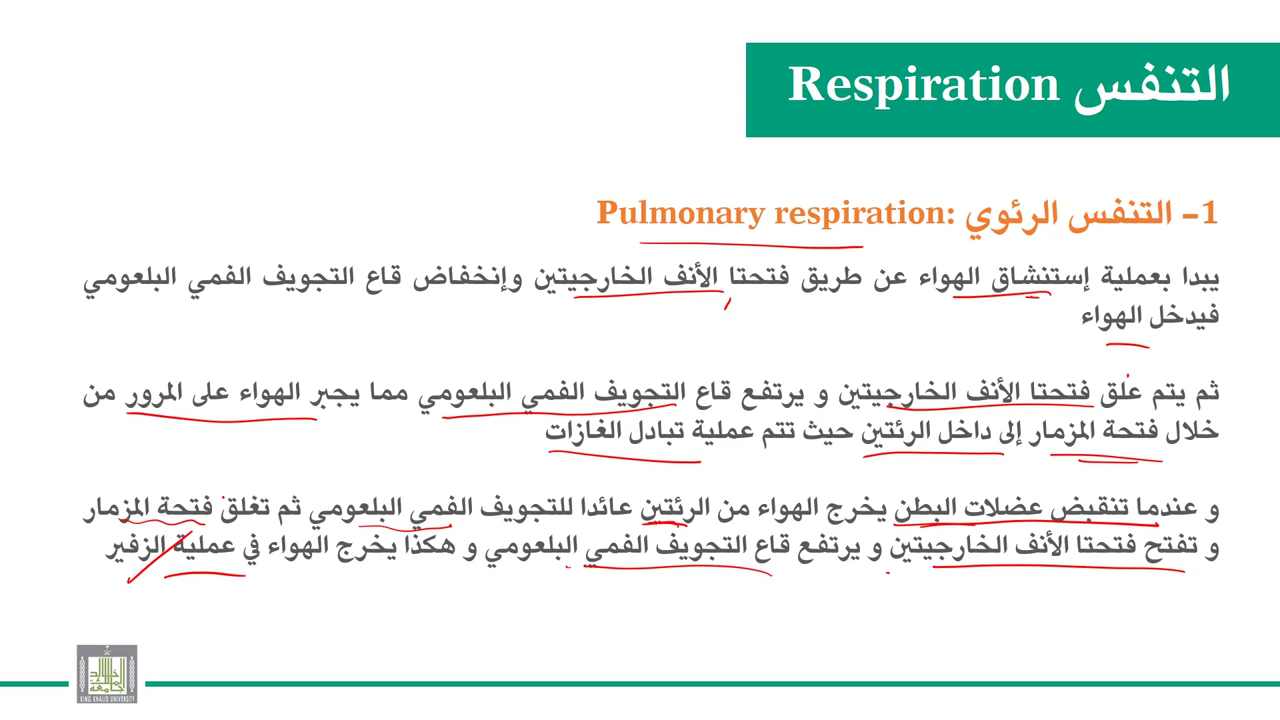 التنفس Respiration
1- التنفس الرئوي Pulmonary respiration:
يبدا بعملية إستنشاق الهواء عن طريق فتحتا الأنف الخارجيتين وإنخفاض قاع التجويف الفمي البلعومي
فيدخل الهواء
ثم يتم غلق فتحتا الأنف الخارجيتين و يرتفع قاع التجويف الفمي البلعومي مما يجبر الهواء على المرور من
خلال فتحة المزمار إلى داخل الرئتين حيث تتم عملية تبادل الغازات
و عندما تنقبض عضلات البطن يخرج الهواء من الرئتين عائدا للتجويف الفمي البلعومي ثم تغلق فتحة المزمار
و تفتح فتحتا الأنف الخارجيتين و يرتفع قاع التجويف الفمي البلعومي و هكذا يخرج الهواء في عملية الزفير
KING KHALID UNIVERSITY